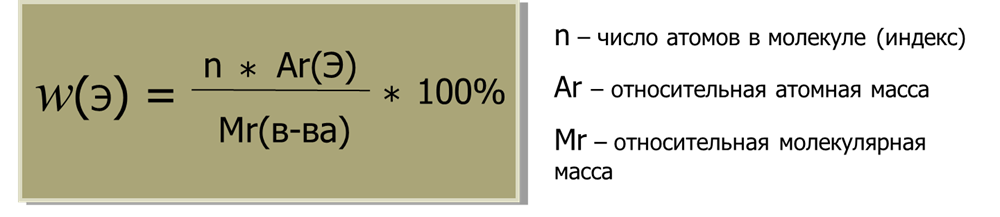 w(э) = n * Ar(Э) / Mr(в-ва) * 100%
n – число атомов в молекуле (индекс)
Ar – относительная атомная масса
Mr – относительная молекулярная
масса